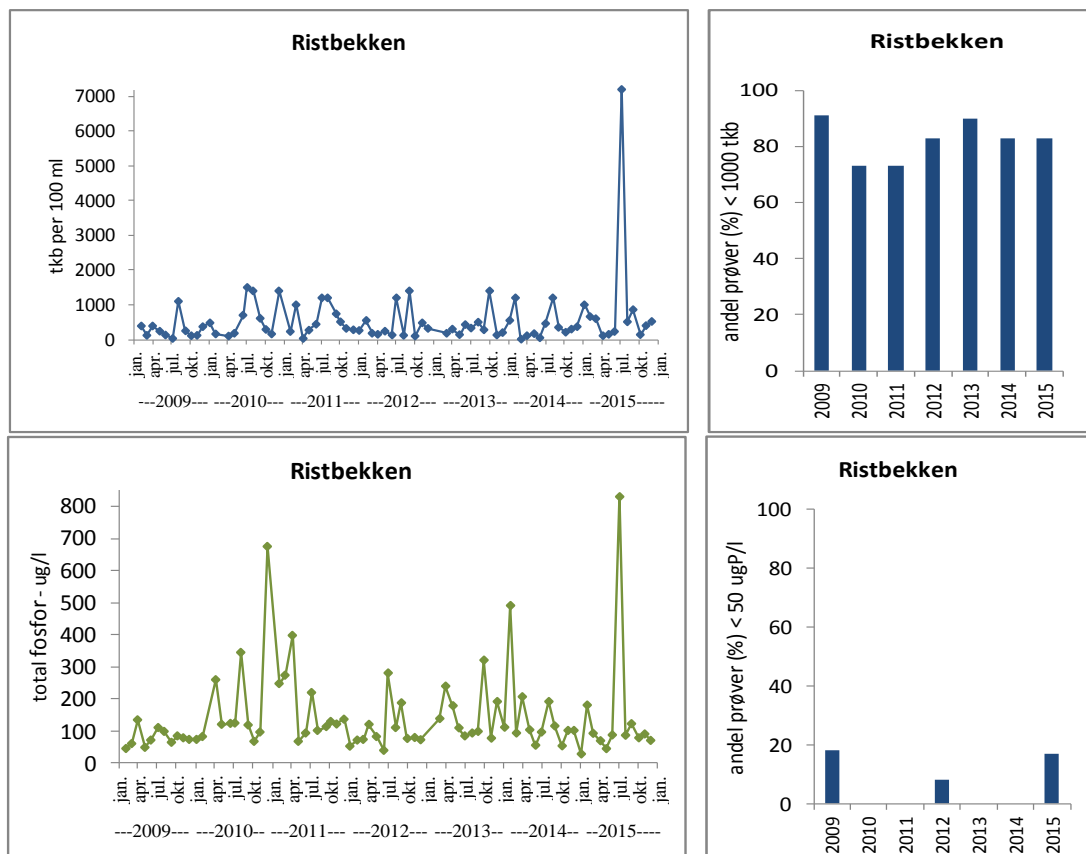 Ristbekken
tkb per 100 ml
7000
6000
5000
4000
3000
2000
1000
0
jan. apr. jul. okt. jan. apr. jul. okt. jan. apr. jul. okt. jan. apr. jul. okt. jan. apr. jul. okt. jan. apr. jul. okt. jan. apr. jul. okt. jan.
---2009--- ---2010--- ---2011--- ---2012--- ---2013-- ---2014--- --2015-----
Ristbekken
andel prøver (%) < 1000 tkb
100
80
60
40
20
0
2009 2010 2011 2012 2013 2014 2015
Ristbekken
total fosfor - ug/l
800
700
600
500
400
300
200
100
0
jan. apr. jul. okt. jan. apr. jul. okt. jan. apr. jul. okt. jan. apr. jul. okt. jan. apr. jul. okt. jan. apr. jul. okt. jan. apr. jul. okt. jan.
---2009--- ---2010-- ---2011--- ---2012--- ---2013-- ---2014--- --2015----
Ristbekken
andel prøver (%) < 50 ugP/l
100
80
60
40
20
0
2009 2010 2011 2012 2013 2014 2015